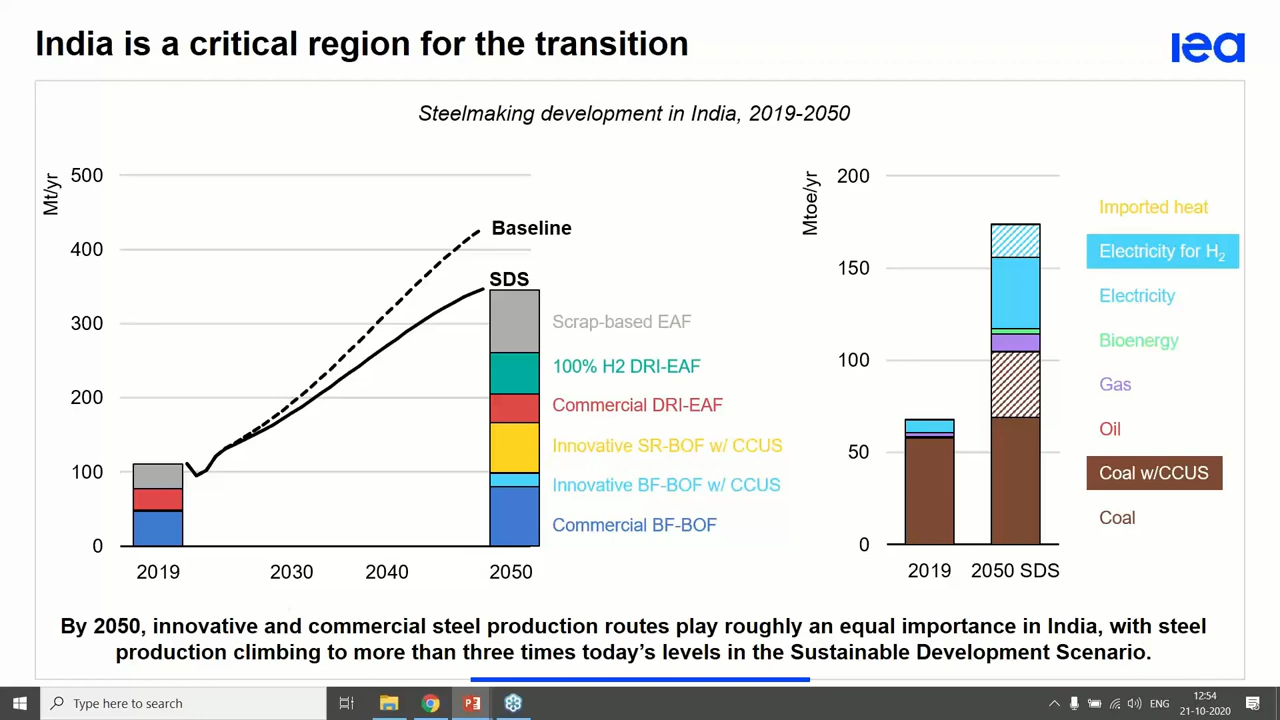 India is a critical region for the transition
iea
Steelmaking development in India, 2019-2050
Mt/yr
500
400
300
200
100
0
2019
2030
2040
2050
Baseline
SDS
Scrap-based EAF
100% H2 DRI-EAF
Commercial DRI-EAF
Innovative SR-BOF w/ CCUS
Innovative BF-BOF w/ CCUS
Commercial BF-BOF
Mtoe/yr
200
150
100
50
0
2019
2050 SDS
Imported heat
Electricity for H₂
Electricity
Bioenergy
Gas
Oil
Coal w/CCUS
Coal
By 2050, innovative and commercial steel production routes play roughly an equal importance in India, with steel
production climbing to more than three times today's levels in the Sustainable Development Scenario.
Type here to search
ENG
12:54
21-10-2020